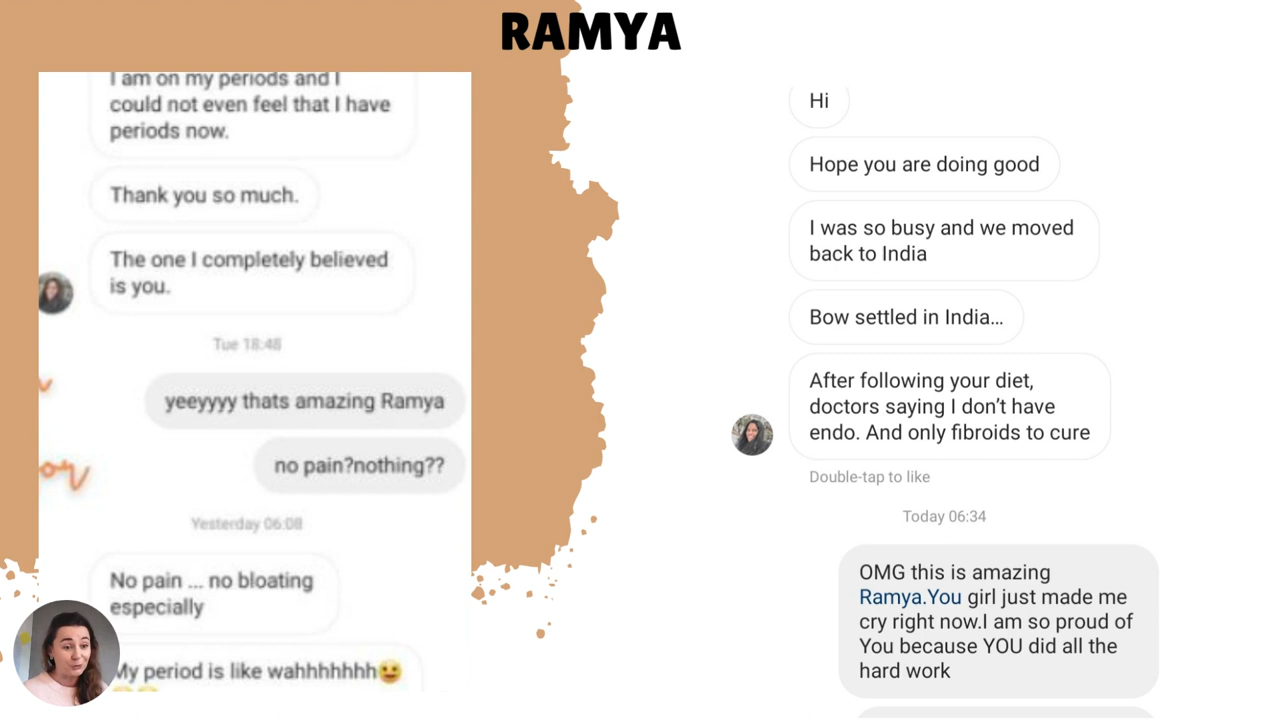 RAMYA
I am on my periods and I
could not even feel that I have
periods now.
Thank you so much.
The one I completely believed
is you.
Tue 18:48
yeeyyyy thats amazing Ramya
no pain?nothing??
Yesterday 06:08
No pain ... no bloating
especially
My period is like wahhhhhhh😀
or
Hi
Hope you are doing good
I was so busy and we moved
back to India
Bow settled in India...
After following your diet,
doctors saying I don't have
endo. And only fibroids to cure
Double-tap to like
Today 06:34
OMG this is amazing
Ramya.You girl just made me
cry right now.I am so proud of
You because YOU did all the
hard work